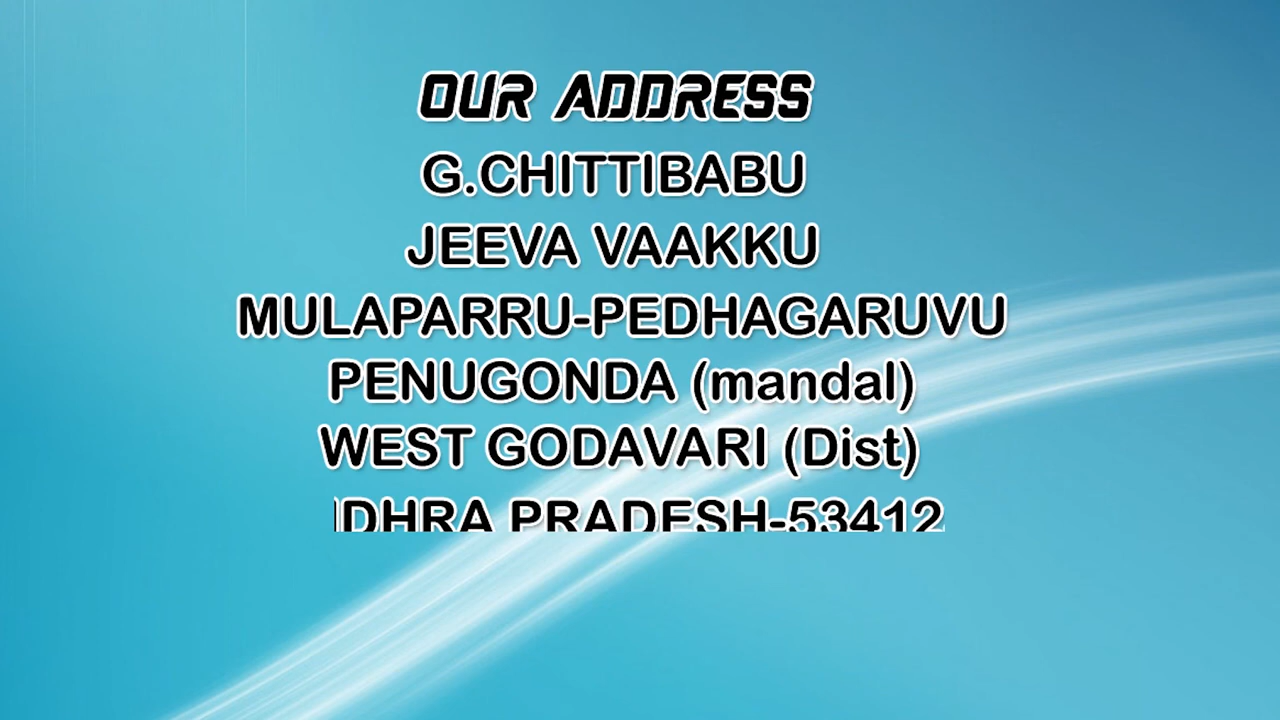 OUR ADDRESS
G.CHITTIBABU
JEEVA VAAKKU
MULAPARRU-PEDHAGARUVU
PENUGONDA (mandal)
WEST GODAVARI (Dist)
DHRA PRADESH-53412